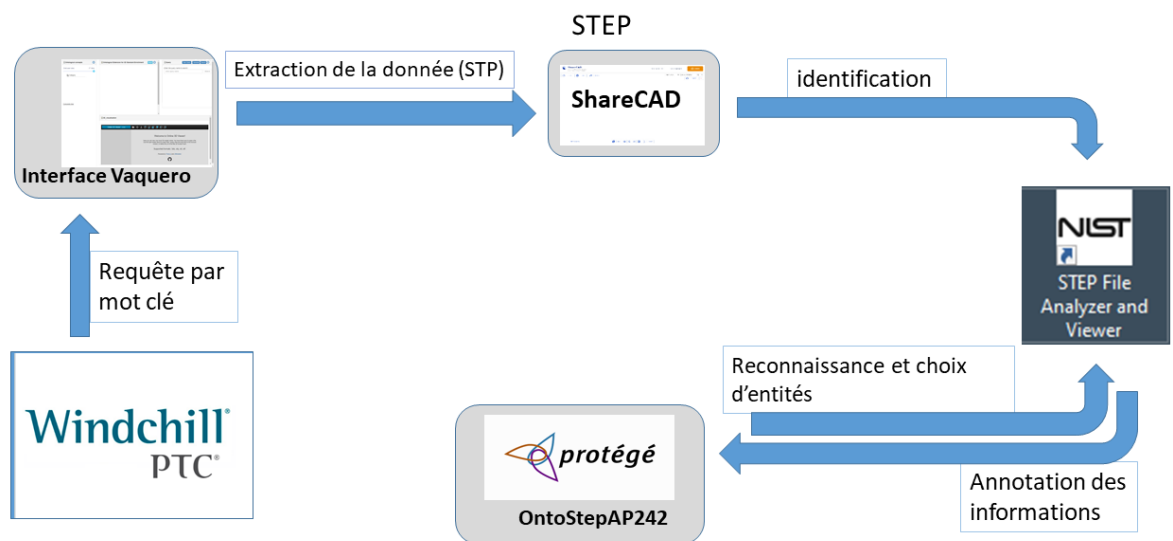 STEP
Extraction de la donnée (STP)
ShareCAD
identification
Interface Vaquero
Requête par
mot clé
NIST
STEP File
Analyzer and
Viewer
Reconnaissance et choix
d’entités
Windchill®
PTC®
protégé
OntoStepAP242
Annotation des
informations